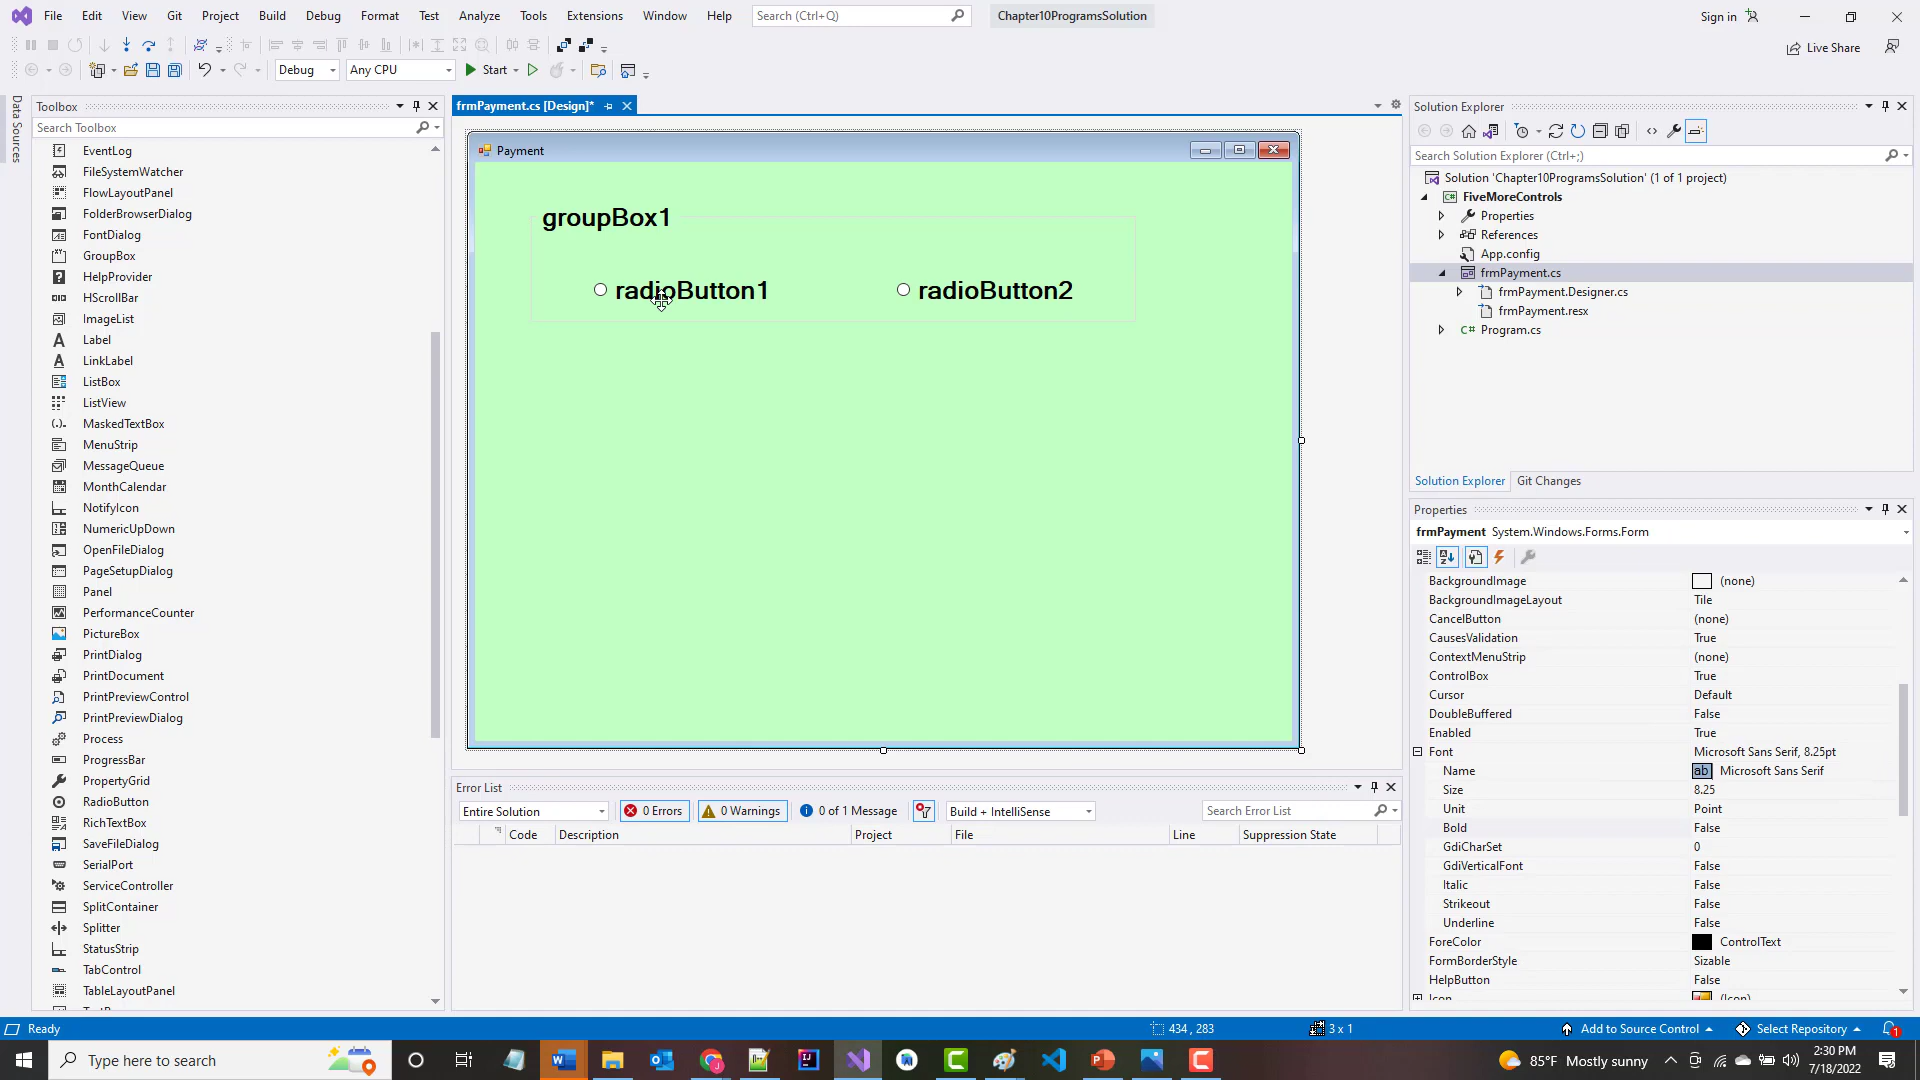 File Edit View Git Project Build Debug Format Test Analyze Tools Extensions Window Help Search (Ctrl+Q) Chapter10ProgramsSolution Sign in
Live Share
Debug Any CPU Start
Data Sources
Toolbox
Search Toolbox
EventLog
FileSystemWatcher
FlowLayoutPanel
FolderBrowserDialog
FontDialog
GroupBox
HelpProvider
HScrollBar
ImageList
Label
LinkLabel
ListBox
ListView
MaskedTextBox
MenuStrip
MessageQueue
MonthCalendar
NotifyIcon
NumericUpDown
OpenFileDialog
PageSetupDialog
Panel
PerformanceCounter
PictureBox
PrintDialog
PrintDocument
PrintPreviewControl
PrintPreviewDialog
Process
ProgressBar
PropertyGrid
RadioButton
RichTextBox
SaveFileDialog
SerialPort
ServiceController
SplitContainer
Splitter
StatusStrip
TabControl
TableLayoutPanel
frmPayment.cs [Design]*
Payment
groupBox1
radioButton1 radioButton2
Error List
Entire Solution 0 Errors 0 Warnings 0 of 1 Message Build + IntelliSense Search Error List
Code Description Project File Line Suppression State
Solution Explorer
Search Solution Explorer (Ctrl+;)
Solution 'Chapter10ProgramsSolution' (1 of 1 project)
FiveMoreControls
Properties
References
App.config
frmPayment.cs
frmPayment.Designer.cs
frmPayment.resx
C# Program.cs
Solution Explorer Git Changes
Properties
frmPayment System.Windows.Forms.Form
BackgroundImage (none)
BackgroundImageLayout Tile
CancelButton (none)
CausesValidation True
ContextMenuStrip (none)
ControlBox True
Cursor Default
DoubleBuffered False
Enabled True
Font Microsoft Sans Serif, 8.25pt
Name ab Microsoft Sans Serif
Size 8.25
Unit Point
Bold False
GdiCharSet 0
GdiVerticalFont False
Italic False
Strikeout False
Underline False
ForeColor ControlText
FormBorderStyle Sizable
HelpButton False
Icon (Icon)
Ready 434 , 283 3 x 1 Add to Source Control Select Repository 1
Type here to search 85°F Mostly sunny 2:30 PM
7/18/2022